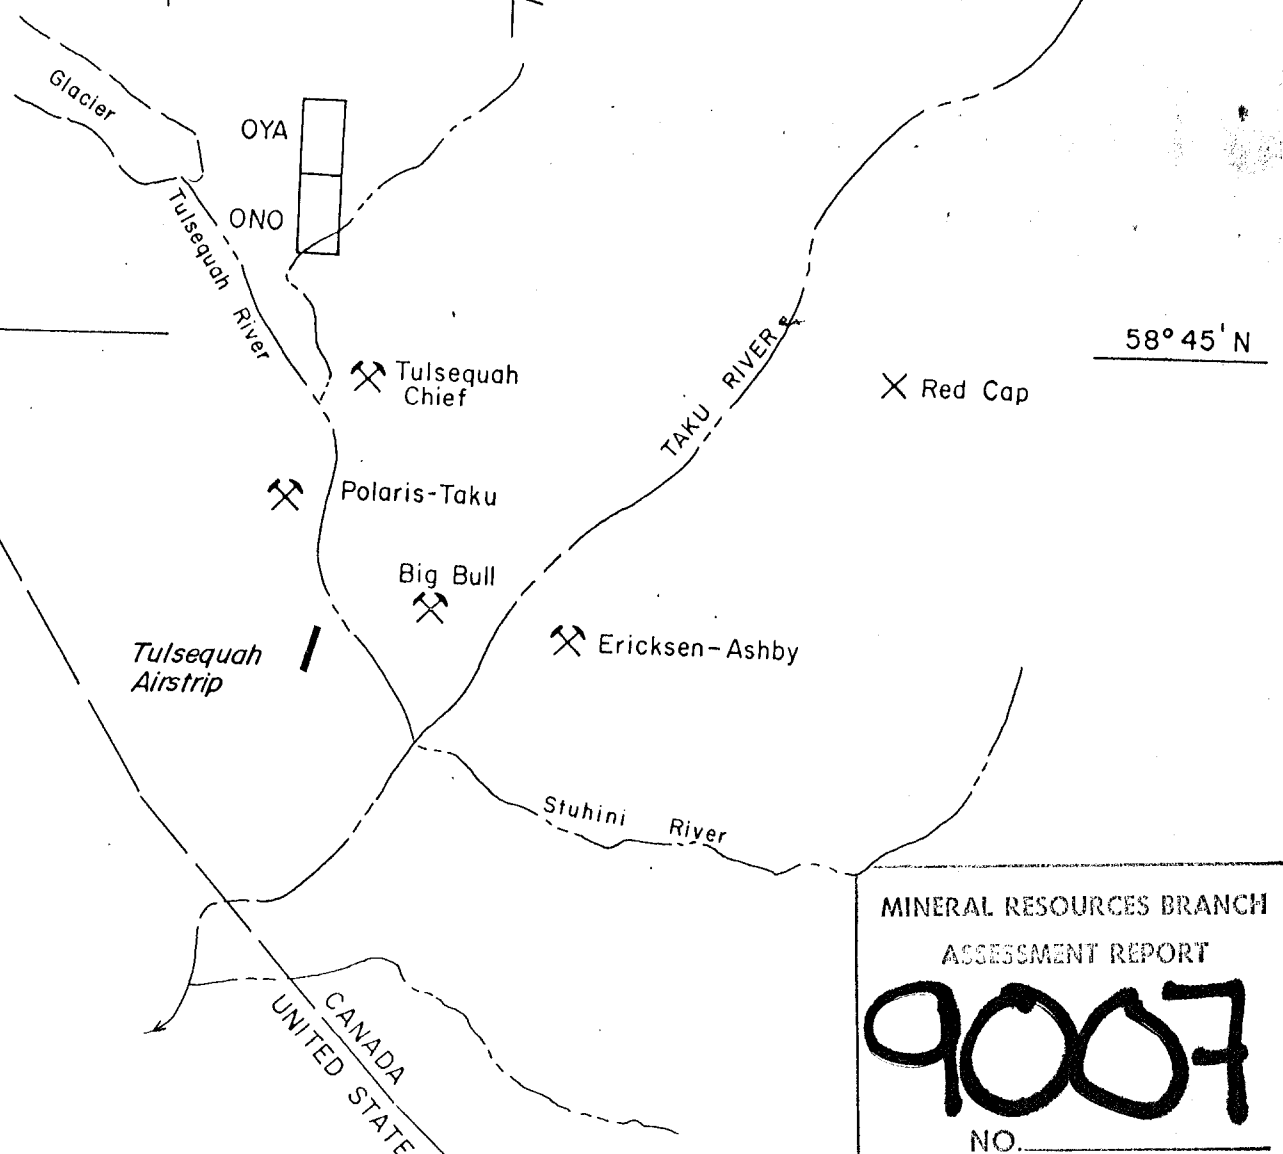 Glacier
OYA
ONO
Tulsequah River
58° 45' N
TAKU RIVER
Tulsequah
Chief
Red Cap
Polaris-Taku
Big Bull
Ericksen-Ashby
Tulsequah
Airstrip
Stuhini River
MINERAL RESOURCES BRANCH
ASSESSMENT REPORT
9007
NO.
CANADA
UNITED STATE